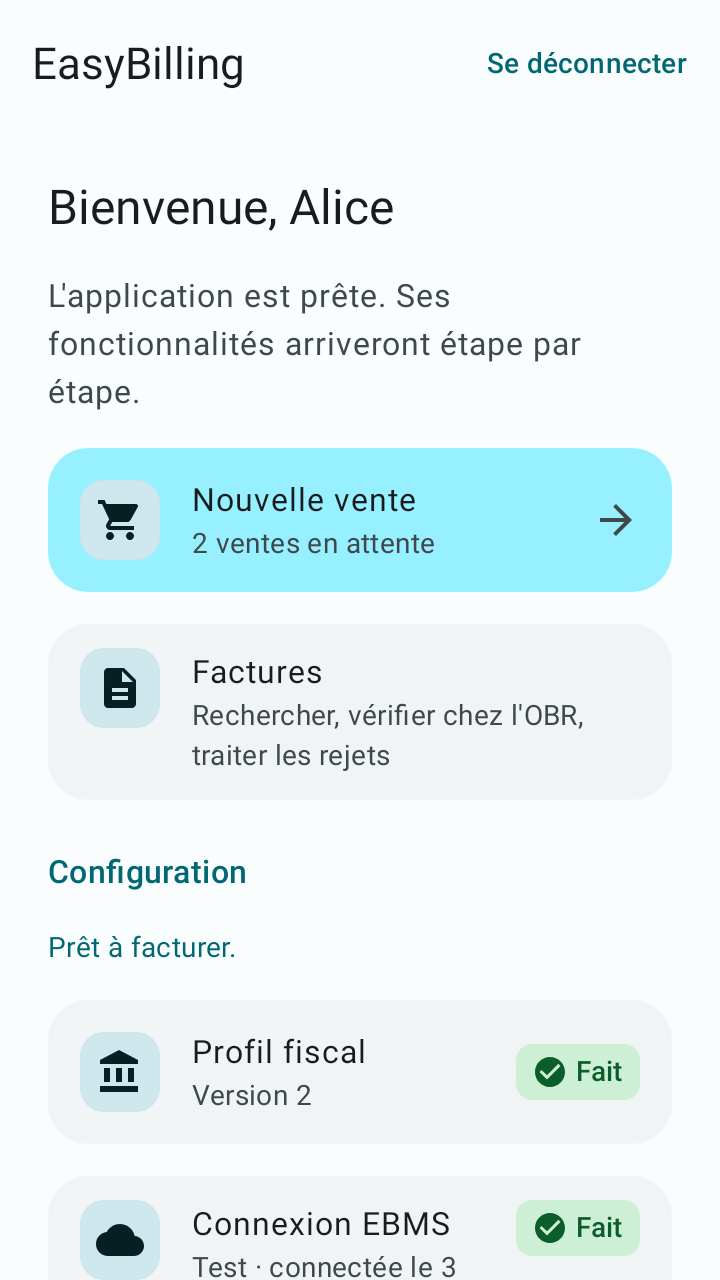 EasyBilling
Se déconnecter
Bienvenue, Alice
L'application est prête. Ses
fonctionnalités arriveront étape par
étape.
Nouvelle vente
2 ventes en attente
Factures
Rechercher, vérifier chez l'OBR,
traiter les rejets
Configuration
Prêt à facturer.
Profil fiscal
Version 2
Fait
Connexion EBMS
Fait
Test · connectée le 3